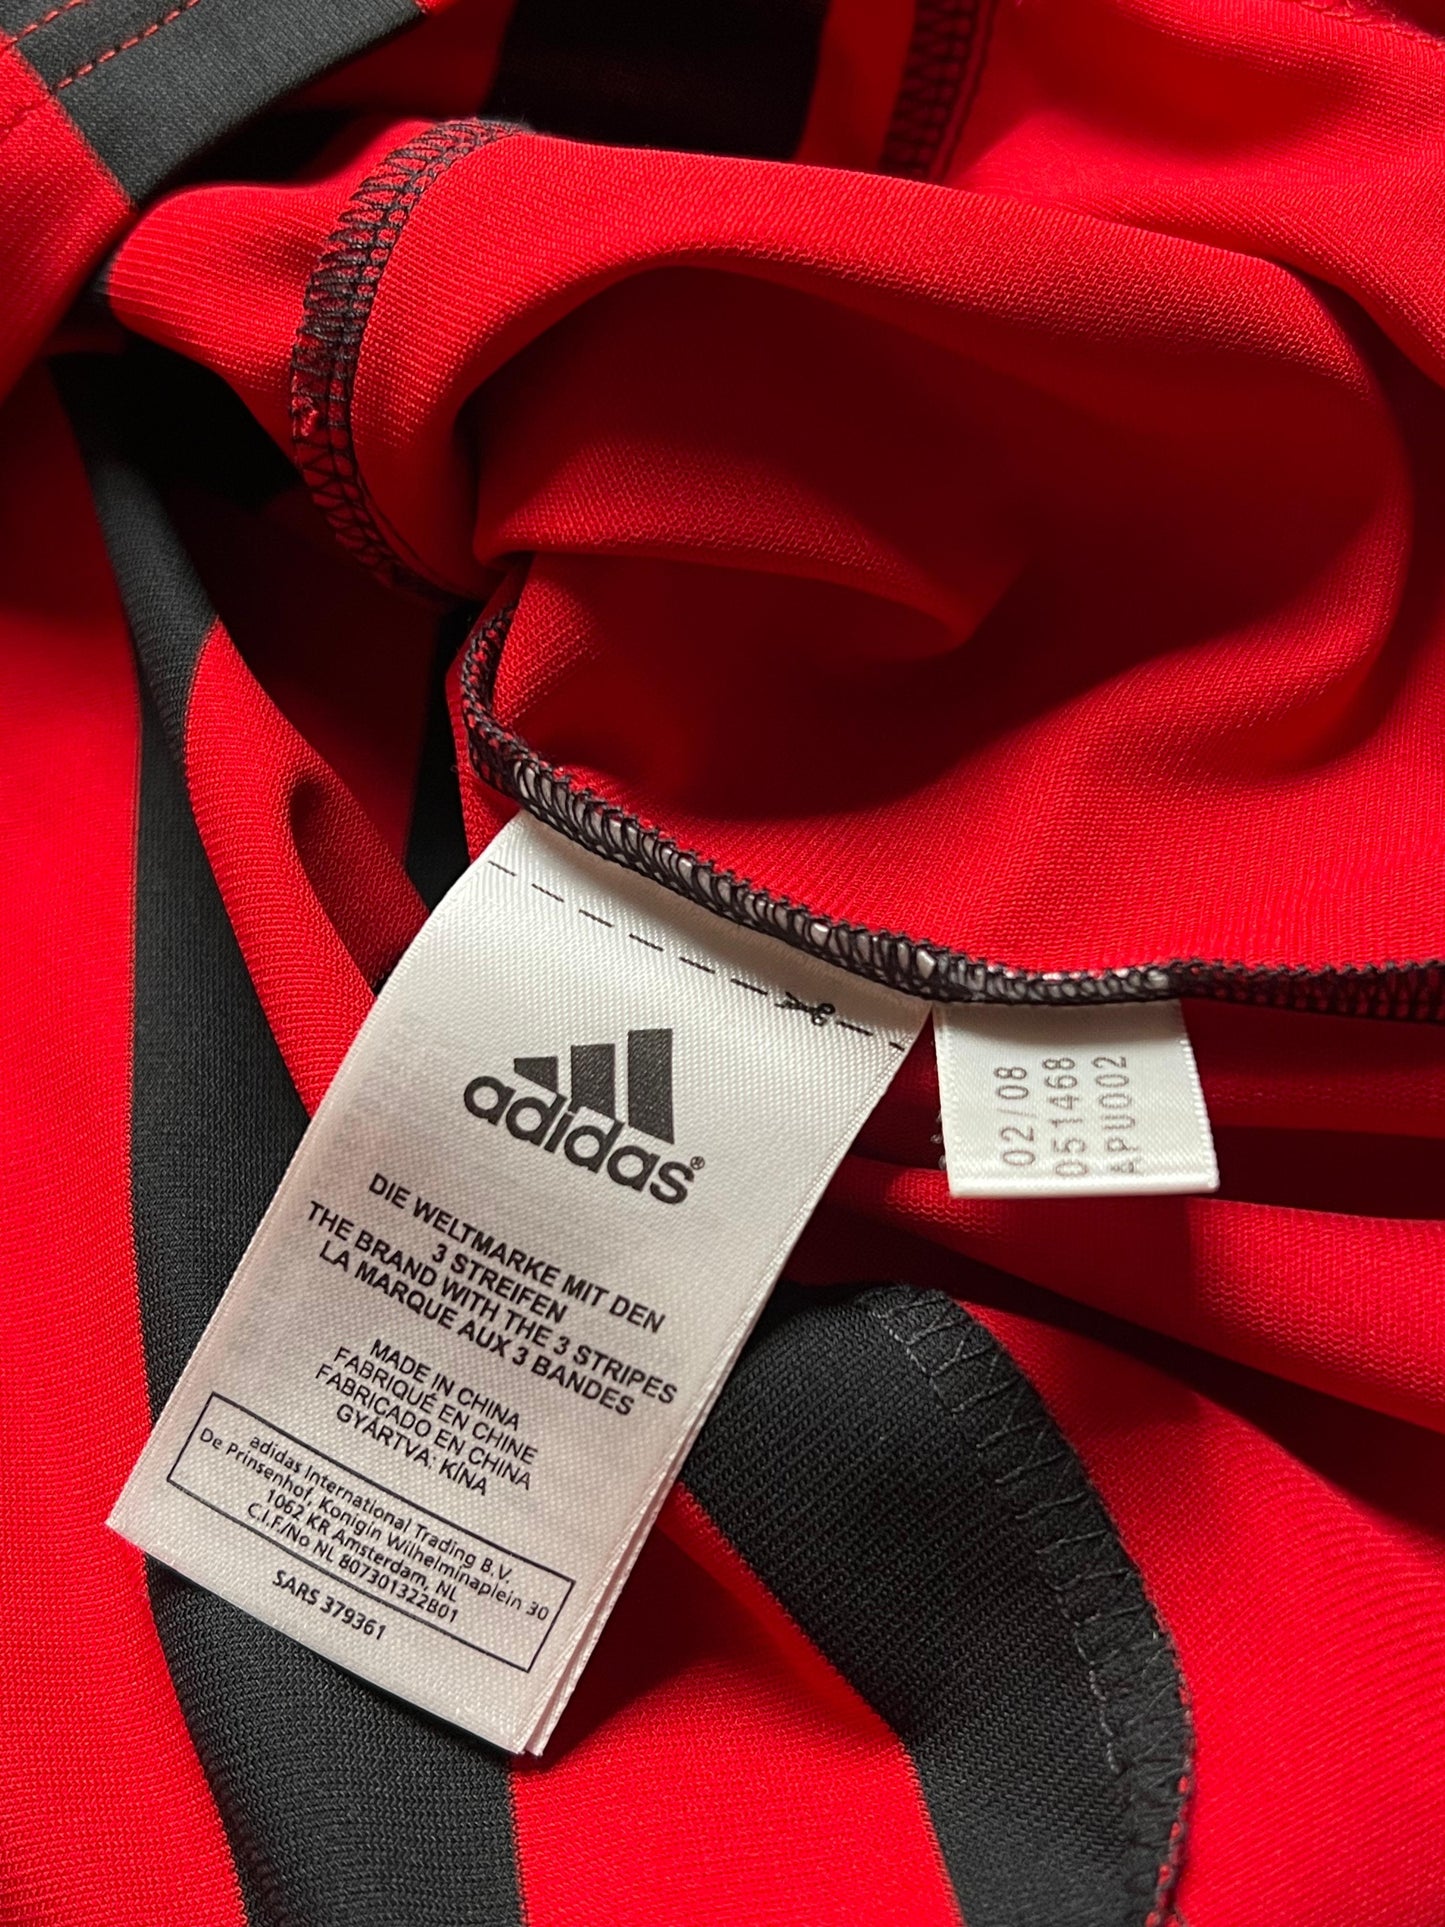 adidas®
DIE WELTMARKE MIT DEN
3 STREIFEN
THE BRAND WITH THE 3 STRIPES
LA MARQUE AUX 3 BANDES
MADE IN CHINA
FABRIQUÉ EN CHINE
FABRICADO EN CHINA
GYÁRTVA: KÍNA
adidas International Trading B.V.
De Prinsenhof, Konigin Wilhelminaplein 30
1062 KR Amsterdam, NL
C.I.F./No NL 807301322B01
SARS 379361
02/08
051468
APU002